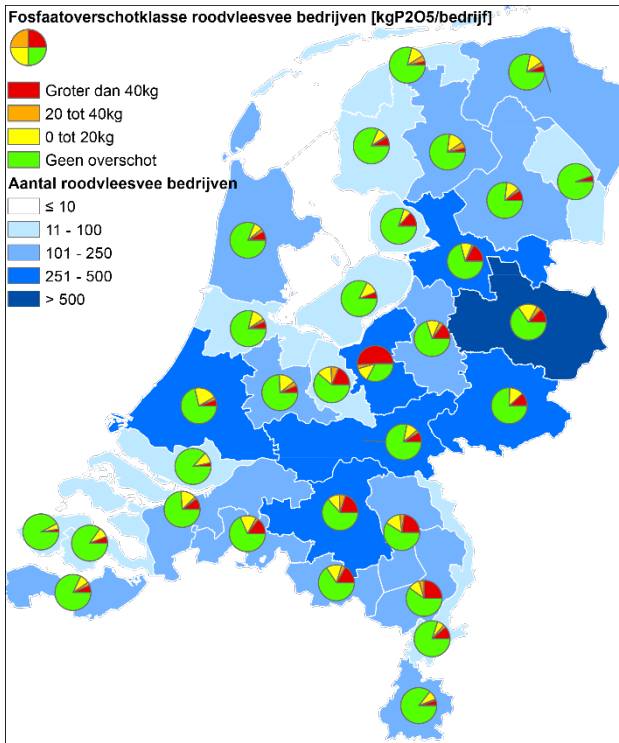 Fosfaatoverschotklasse roodvleesvee bedrijven [kgP2O5/bedrijf]
Groter dan 40kg
20 tot 40kg
0 tot 20kg
Geen overschot
Aantal roodvleesvee bedrijven
≤ 10
11 - 100
101 - 250
251 - 500
> 500